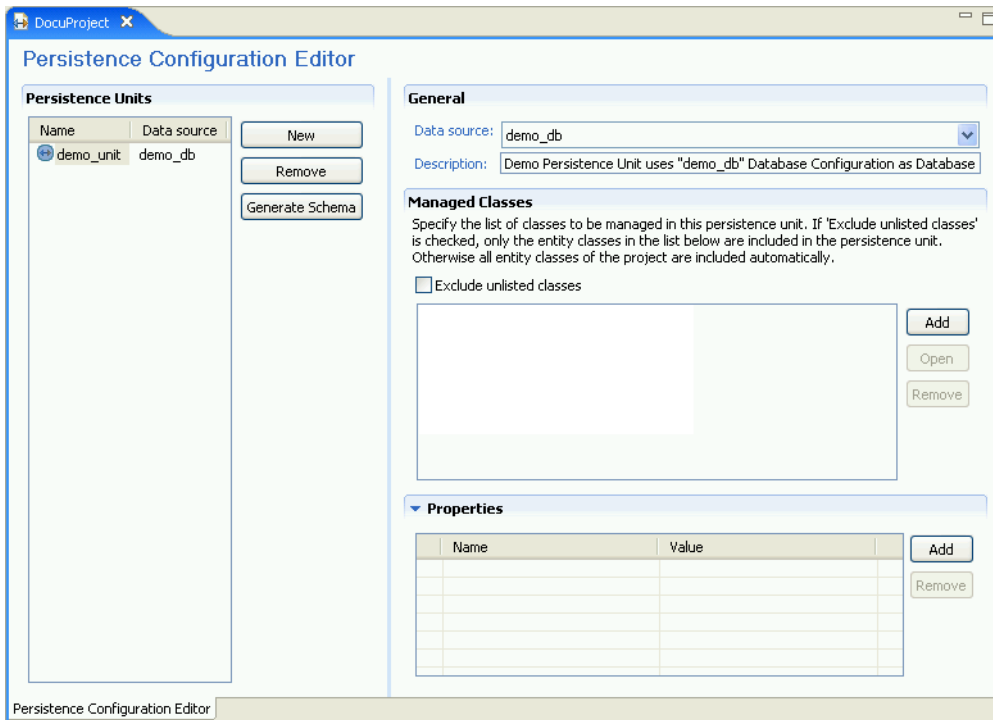 DocuProject
Persistence Configuration Editor
Persistence Units
Name Data source
demo_unit demo_db
New
Remove
Generate Schema
General
Data source: demo_db
Description: Demo Persistence Unit uses "demo_db" Database Configuration as Database
Managed Classes
Specify the list of classes to be managed in this persistence unit. If 'Exclude unlisted classes'
is checked, only the entity classes in the list below are included in the persistence unit.
Otherwise all entity classes of the project are included automatically.
Exclude unlisted classes
Add
Open
Remove
Properties
Name Value
Add
Remove
Persistence Configuration Editor